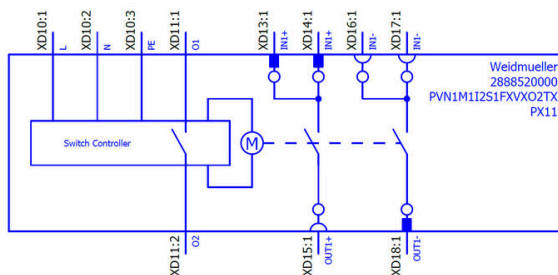 XD10:1
L
XD10:2
N
XD10:3
PE
XD11:1
O1
XD13:1
IN1+
XD14:1
IN1+
XD16:1
IN1-
XD17:1
IN1-
Weidmueller
2888520000
PVN1M1I2S1FXVXO2TX
PX11
Switch Controller
M
XD11:2
O2
XD15:1
OUT1+
XD18:1
OUT1-